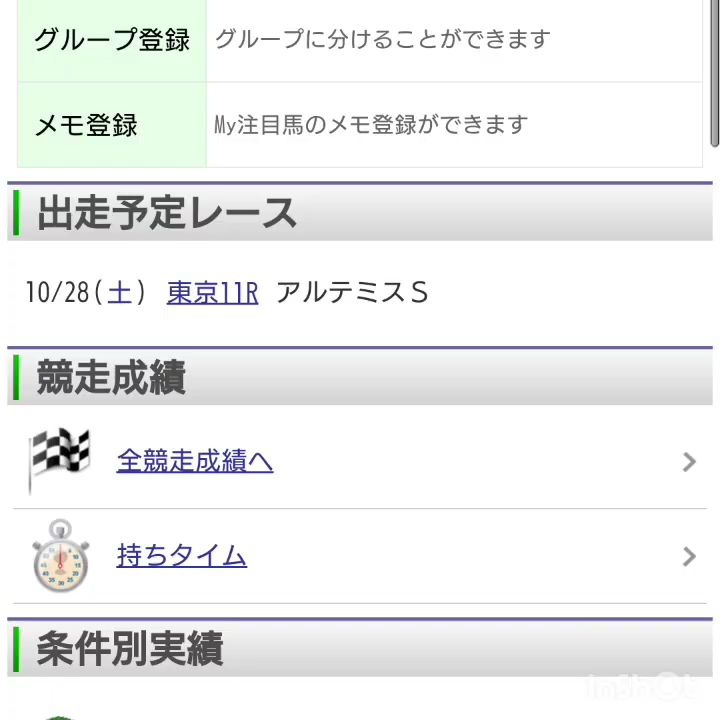 グループ登録 グループに分けることができます
メモ登録 My注目馬のメモ登録ができます
出走予定レース
10/28(土) 東京11R アルテミスS
競走成績
全競走成績へ
持ちタイム
条件別実績
InShOt